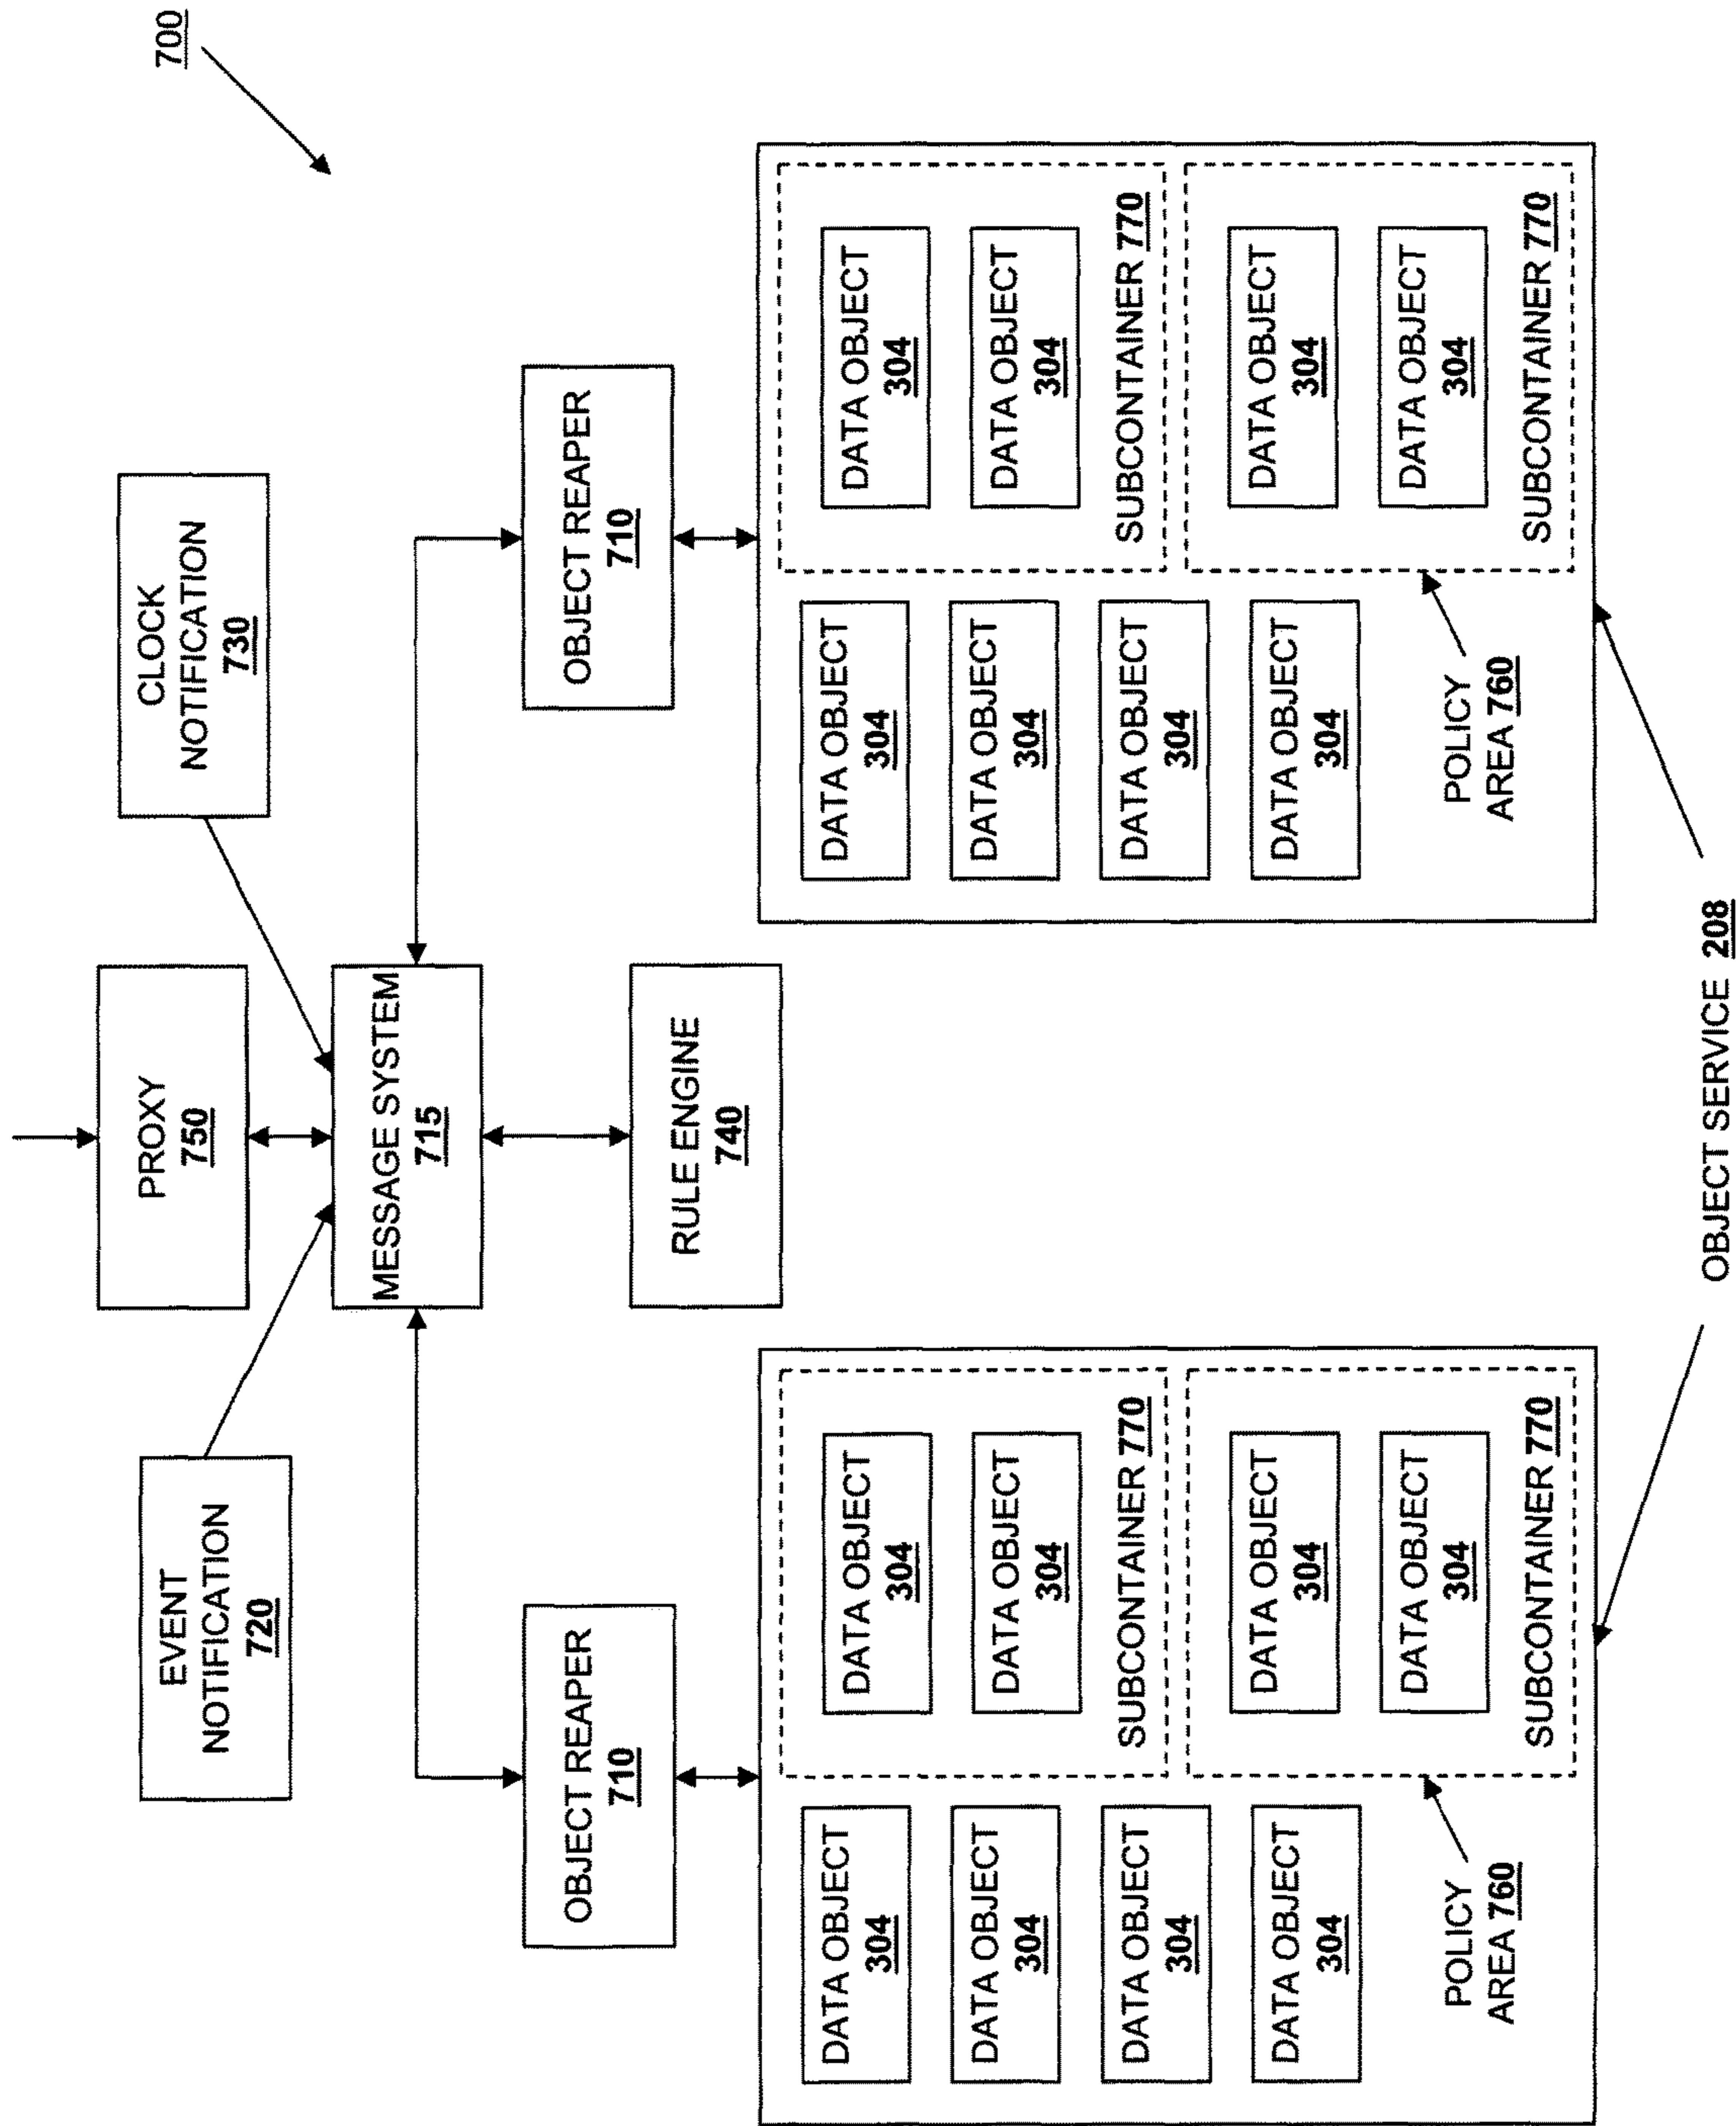 700
EVENT
NOTIFICATION
720
PROXY
750
CLOCK
NOTIFICATION
730
MESSAGE SYSTEM
715
OBJECT REAPER
710
RULE ENGINE
740
OBJECT REAPER
710
DATA OBJECT
304
DATA OBJECT
304
DATA OBJECT
304
DATA OBJECT
304
POLICY
AREA 760
DATA OBJECT
304
DATA OBJECT
304
SUBCONTAINER 770
DATA OBJECT
304
DATA OBJECT
304
SUBCONTAINER 770
DATA OBJECT
304
DATA OBJECT
304
DATA OBJECT
304
DATA OBJECT
304
POLICY
AREA 760
DATA OBJECT
304
DATA OBJECT
304
SUBCONTAINER 770
DATA OBJECT
304
DATA OBJECT
304
SUBCONTAINER 770
OBJECT SERVICE 208